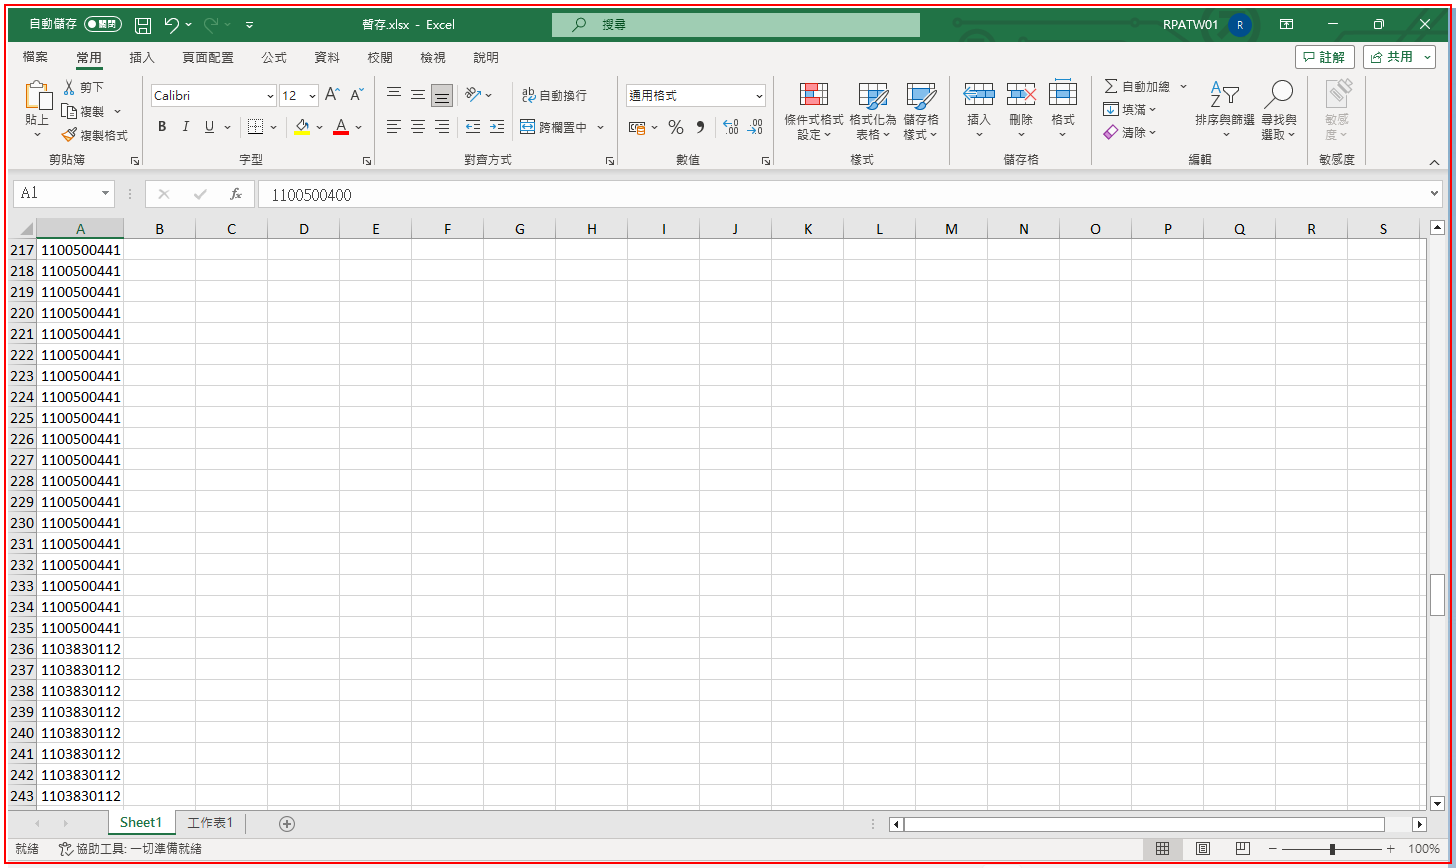 自動儲存 關閉 暫存.xlsx - Excel 搜尋 RPATW01 R
檔案 常用 插入 頁面配置 公式 資料 校閱 檢視 說明 註解 共用
貼上 剪下 複製 複製格式 剪貼簿
Calibri 12 A A B I U A 字型
ab 自動換行 跨欄置中 對齊方式
通用格式 % 數值
條件式格式設定 格式化為表格 儲存格樣式 樣式
插入 刪除 格式 儲存格
自動加總 填滿 清除 排序與篩選 尋找與選取 編輯
敏感度 敏感度
A1 fx 1100500400
A B C D E F G H I J K L M N O P Q R S
217 1100500441
218 1100500441
219 1100500441
220 1100500441
221 1100500441
222 1100500441
223 1100500441
224 1100500441
225 1100500441
226 1100500441
227 1100500441
228 1100500441
229 1100500441
230 1100500441
231 1100500441
232 1100500441
233 1100500441
234 1100500441
235 1100500441
236 1103830112
237 1103830112
238 1103830112
239 1103830112
240 1103830112
241 1103830112
242 1103830112
243 1103830112
Sheet1 工作表1
就緒 協助工具: 一切準備就緒 100%